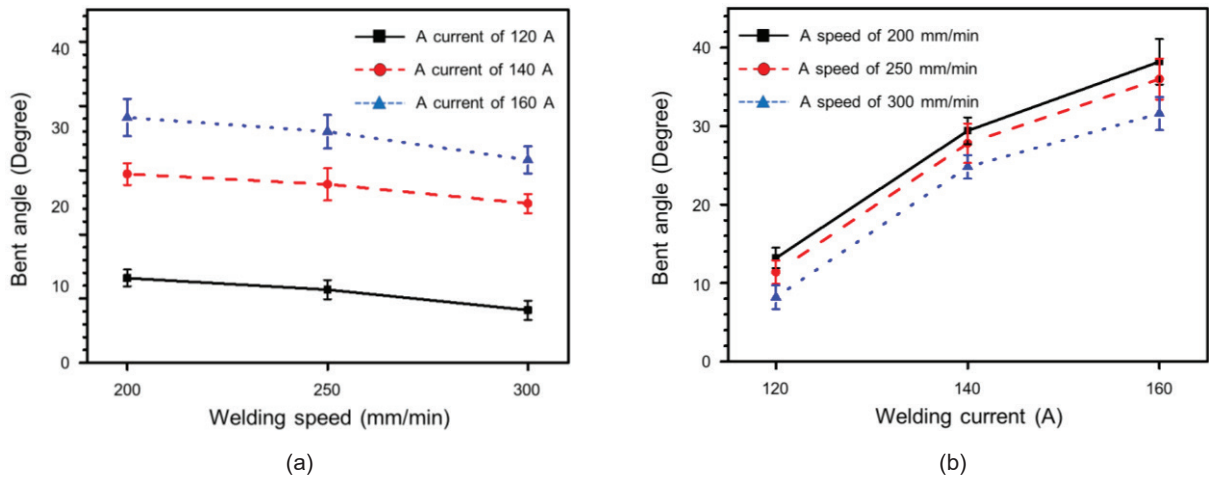 40
30
20
10
0
Bent angle (Degree)
A current of 120 A
A current of 140 A
A current of 160 A
200
250
300
Welding speed (mm/min)
(a)
40
30
20
10
0
Bent angle (Degree)
A speed of 200 mm/min
A speed of 250 mm/min
A speed of 300 mm/min
120
140
160
Welding current (A)
(b)